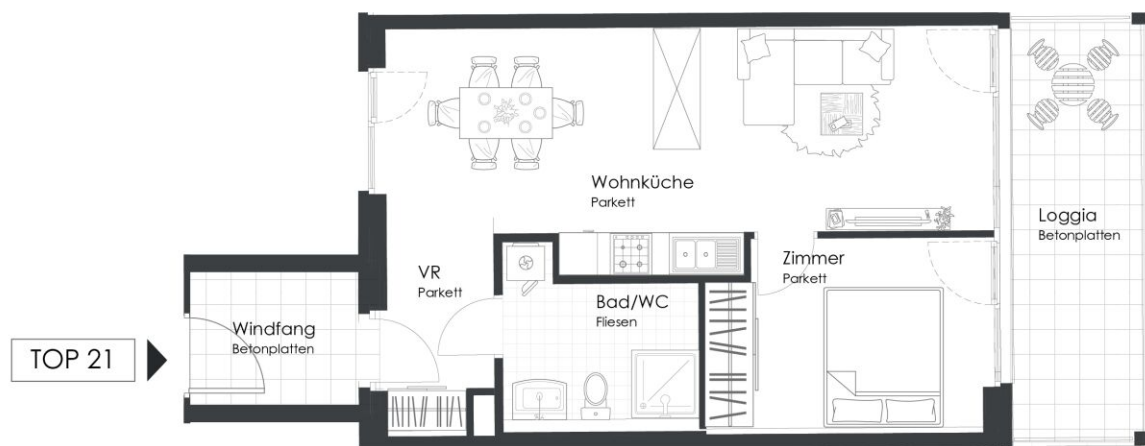 Wohnküche
Parkett
Loggia
Betonplatten
VR
Parkett
Zimmer
Parkett
Bad/WC
Fliesen
Windfang
Betonplatten
TOP 21